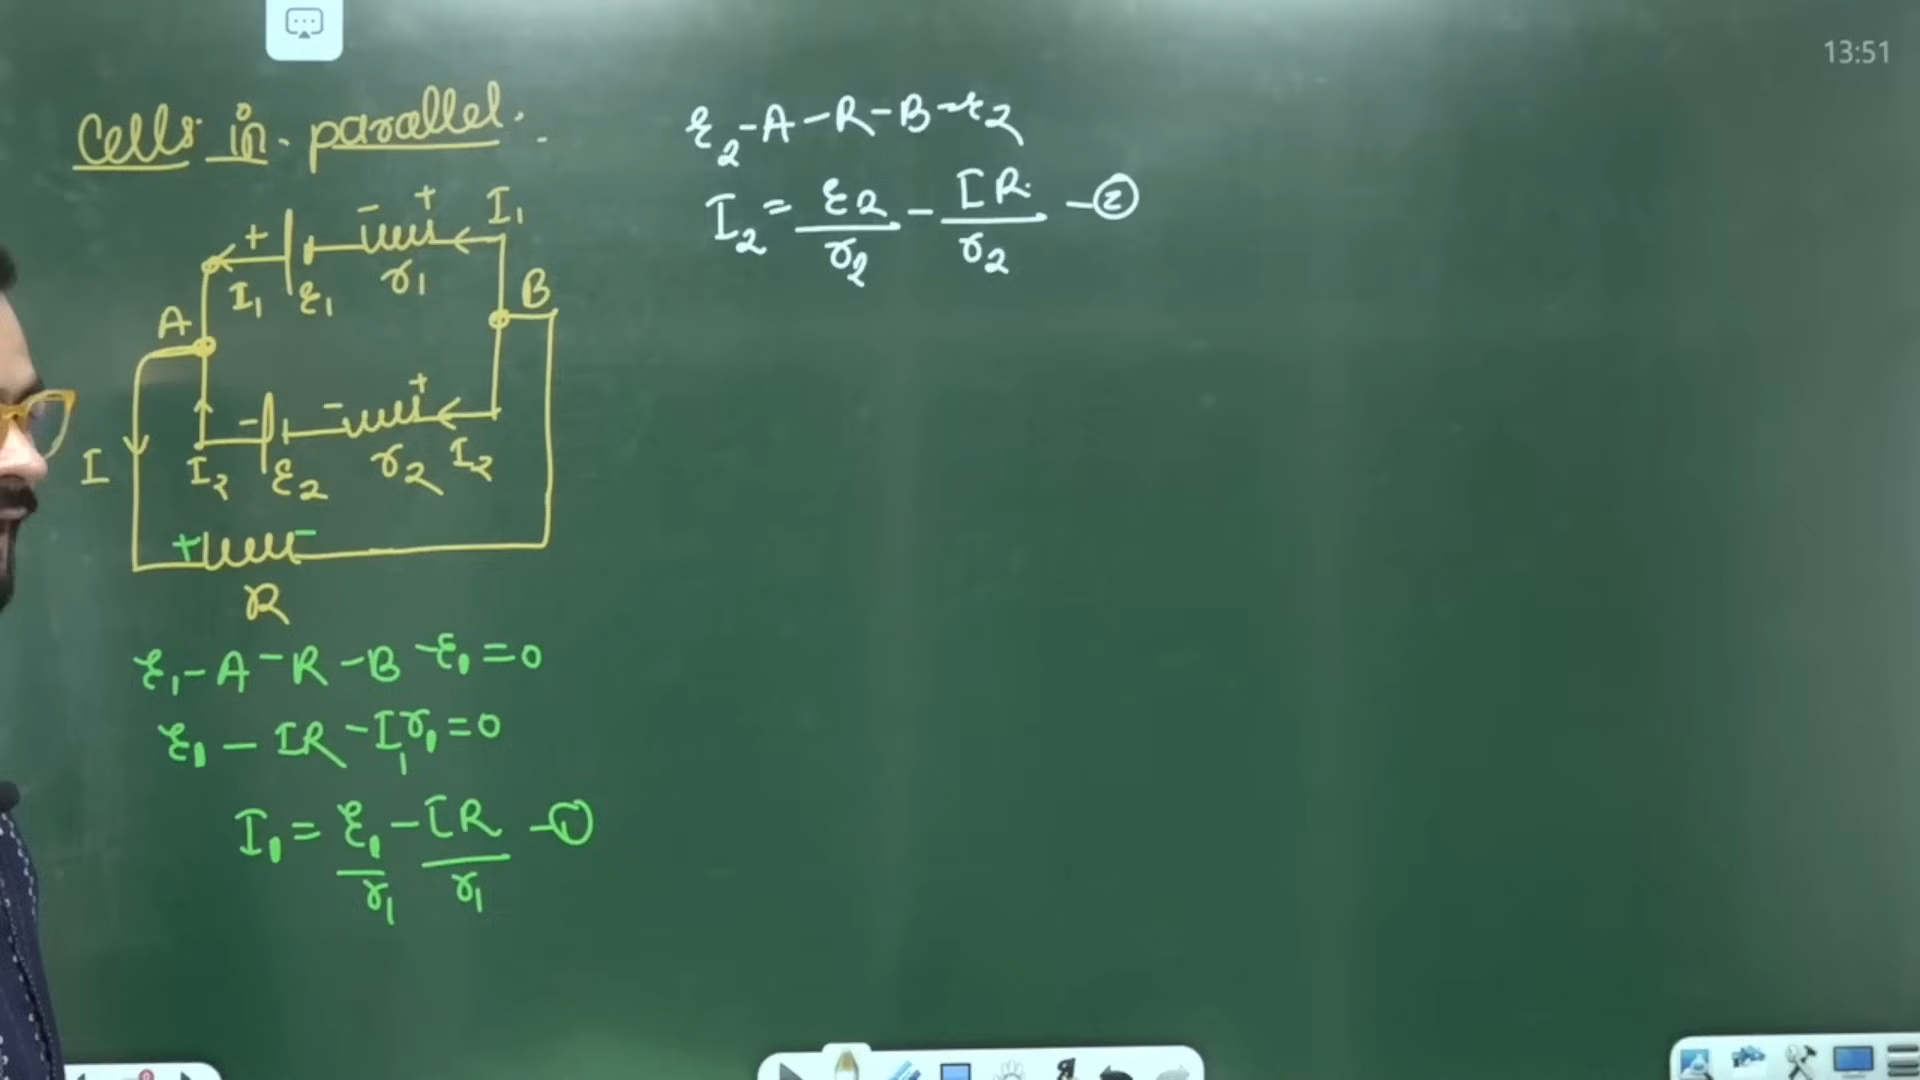 Cells in parallel.
+ - + I₁
I₁ ε₁ r₁
A B
- - +
I I₂ ε₂ r₂ I₂
+ -
R
ε₁-A-R-B-ε₁=0
ε₁-IR-I₁r₁=0
I₁=ε₁/r₁-IR/r₁ -①
ε₂-A-R-B-ε₂
I₂=ε₂/r₂-IR/r₂ -②
13:51